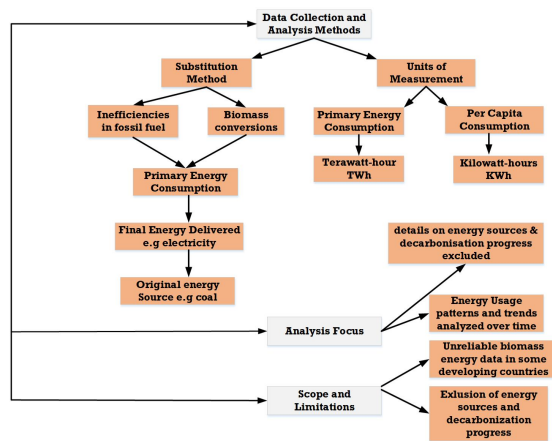 Data Collection and
Analysis Methods
Substitution
Method
Units of
Measurement
Inefficiencies
in fossil fuel
Biomass
conversions
Primary Energy
Consumption
Per Capita
Consumption
Terawatt-hour
TWh
Kilowatt-hours
KWh
Primary Energy
Consumption
Final Energy Delivered
e.g electricity
Original energy
Source e.g coal
details on energy sources &
decarbonisation progress
excluded
Analysis Focus
Energy Usage
patterns and trends
analyzed over time
Unreliable biomass
energy data in some
developing countries
Scope and
Limitations
Exlusion of energy
sources and
decarbonization
progress